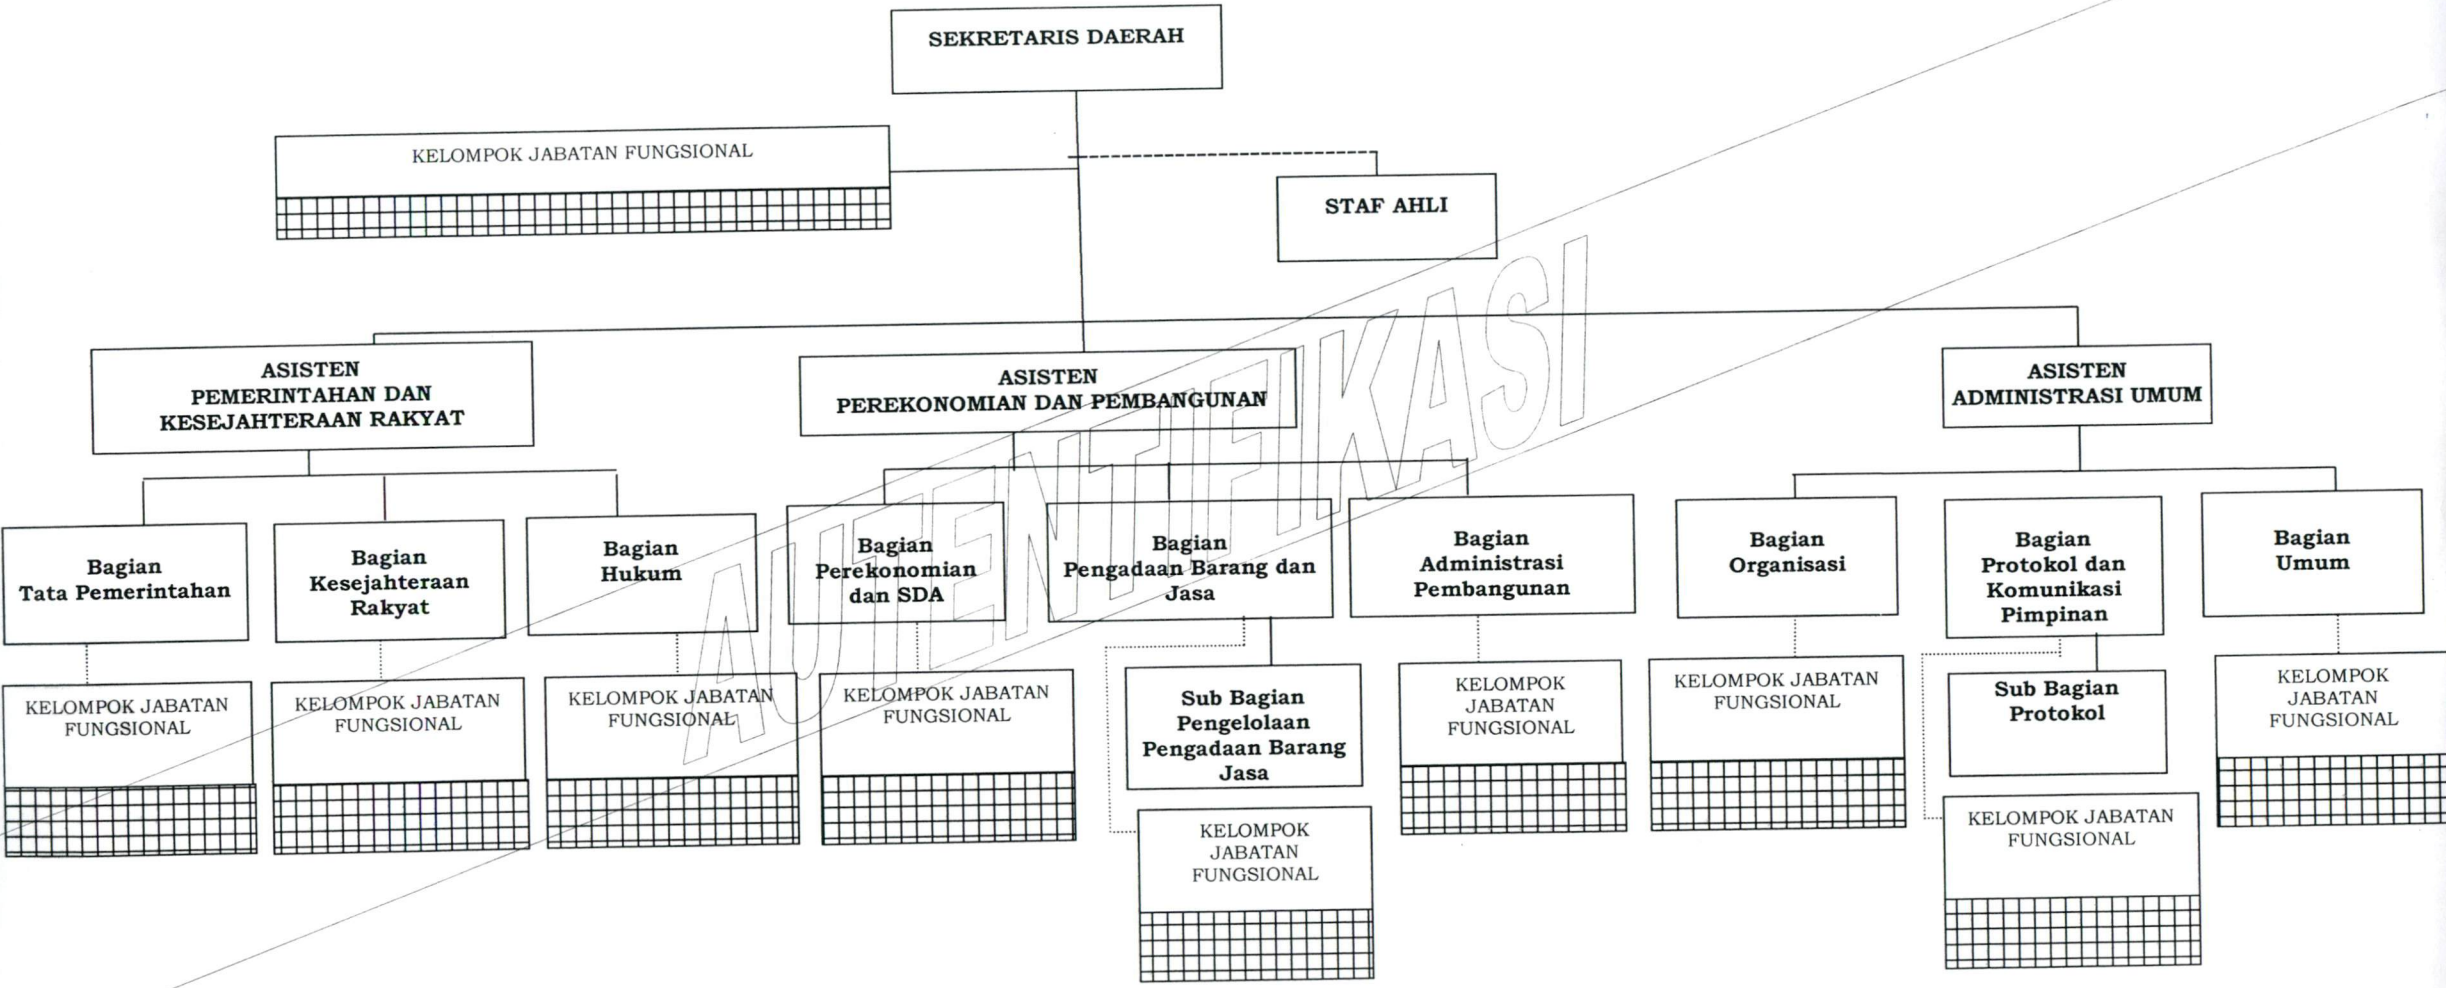 SEKRETARIS DAERAH
KELOMPOK JABATAN FUNGSIONAL
STAF AHLI
ASISTEN
PEMERINTAHAN DAN
KESEJAHTERAAN RAKYAT
ASISTEN
PEREKONOMIAN DAN PEMBANGUNAN
ASISTEN
ADMINISTRASI UMUM
Bagian
Tata Pemerintahan
Bagian
Kesejahteraan
Rakyat
Bagian
Hukum
Bagian
Perekonomian
dan SDA
Bagian
Pengadaan Barang dan
Jasa
Bagian
Administrasi
Pembangunan
Bagian
Organisasi
Bagian
Protokol dan
Komunikasi
Pimpinan
Bagian
Umum
KELOMPOK JABATAN
FUNGSIONAL
KELOMPOK JABATAN
FUNGSIONAL
KELOMPOK JABATAN
FUNGSIONAL
KELOMPOK JABATAN
FUNGSIONAL
Sub Bagian
Pengelolaan
Pengadaan Barang
Jasa
KELOMPOK
JABATAN
FUNGSIONAL
KELOMPOK JABATAN
FUNGSIONAL
Sub Bagian
Protokol
KELOMPOK
JABATAN
FUNGSIONAL
KELOMPOK
JABATAN
FUNGSIONAL
KELOMPOK JABATAN
FUNGSIONAL
AUTENTIFIKASI